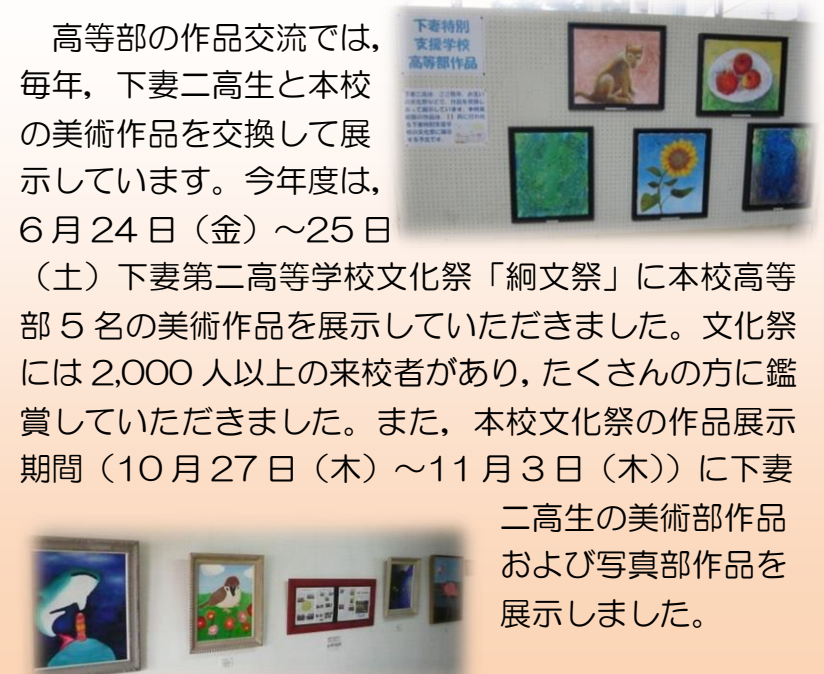 高等部の作品交流では，
毎年，下妻二高生と本校
の美術作品を交換して展
示しています。今年度は，
6月24日（金）～25日
（土）下妻第二高等学校文化祭「絅文祭」に本校高等
部5名の美術作品を展示していただきました。文化祭
には2,000人以上の来校者があり，たくさんの方に鑑
賞していただきました。また，本校文化祭の作品展示
期間（10月27日（木）～11月3日（木））に下妻
二高生の美術部作品
および写真部作品を
展示しました。
下妻特別
支援学校
高等部作品